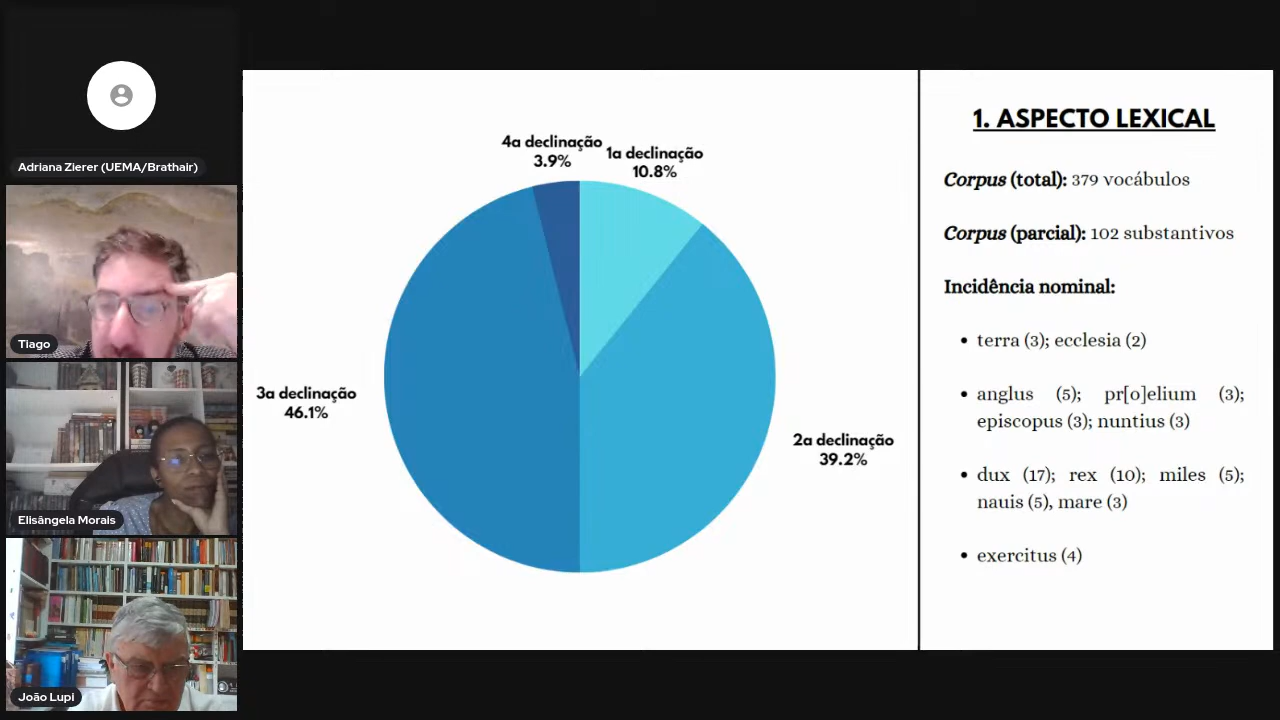 Adriana Zierer (UEMA/Brathair)
Tiago
Elisângela Morais
João Lupi
4a declinação
3.9%
1a declinação
10.8%
3a declinação
46.1%
2a declinação
39.2%
1. ASPECTO LEXICAL
Corpus (total): 379 vocábulos
Corpus (parcial): 102 substantivos
Incidência nominal:
• terra (3); ecclesia (2)
• anglus (5); pr[o]elium (3);
episcopus (3); nuntius (3)
• dux (17); rex (10); miles (5);
nauis (5), mare (3)
• exercitus (4)